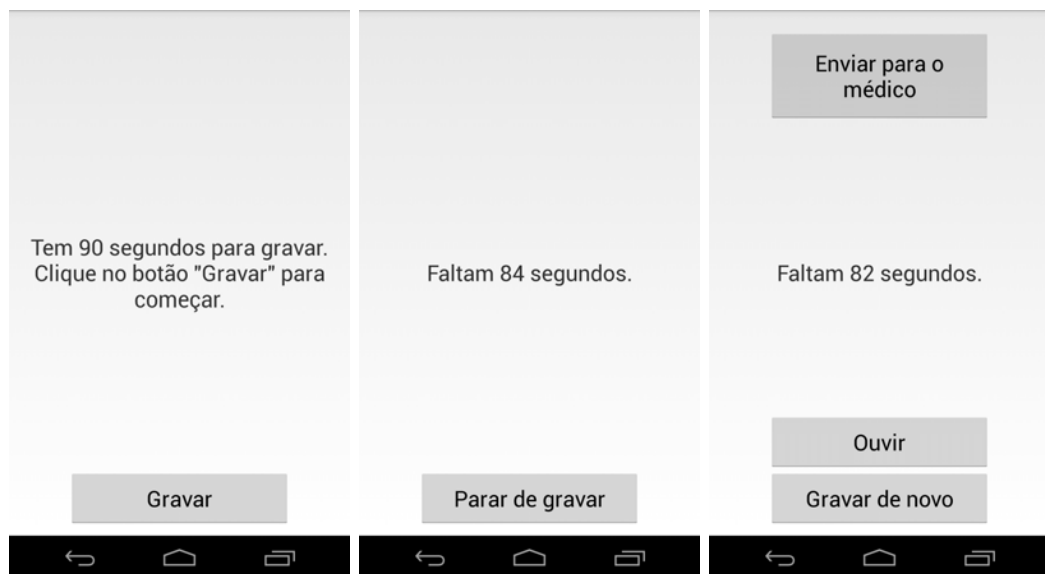 Tem 90 segundos para gravar.
Clique no botão "Gravar" para
começar.
Gravar
Faltam 84 segundos.
Parar de gravar
Enviar para o
médico
Faltam 82 segundos.
Ouvir
Gravar de novo